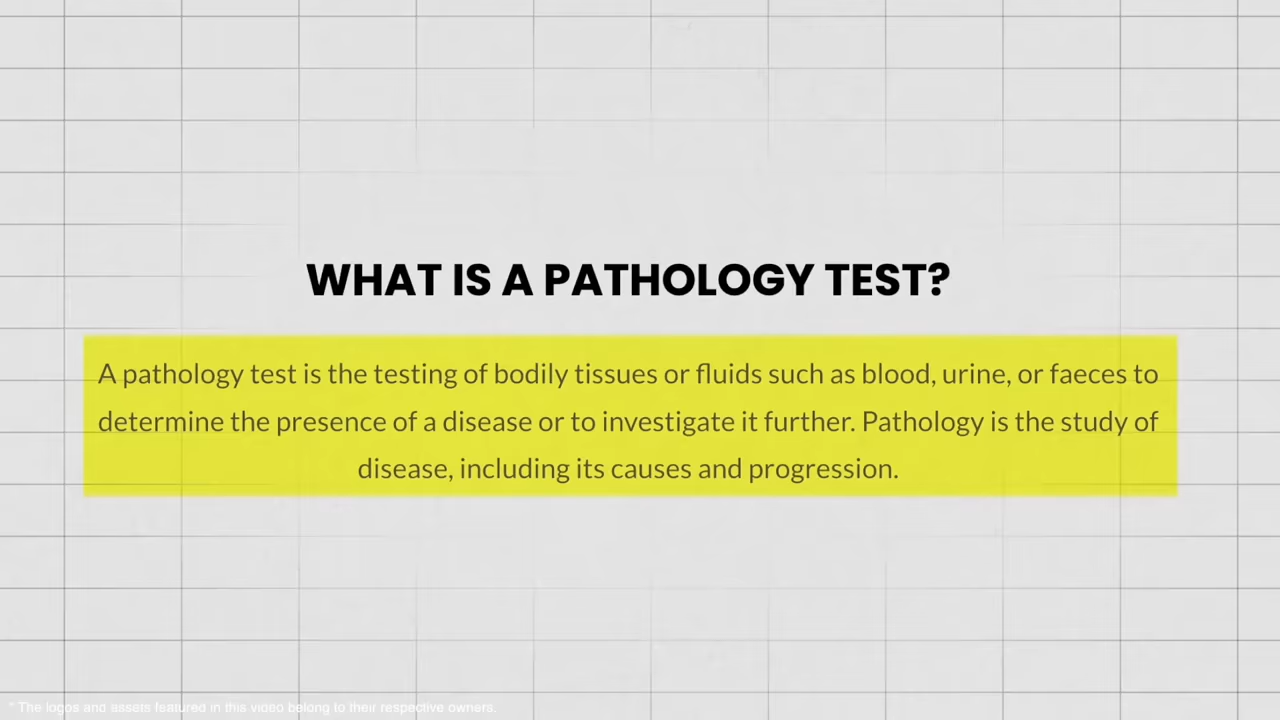 WHAT IS A PATHOLOGY TEST?
A pathology test is the testing of bodily tissues or fluids such as blood, urine, or faeces to
determine the presence of a disease or to investigate it further. Pathology is the study of
disease, including its causes and progression.
* The logos and assets featured in this video belong to their respective owners.